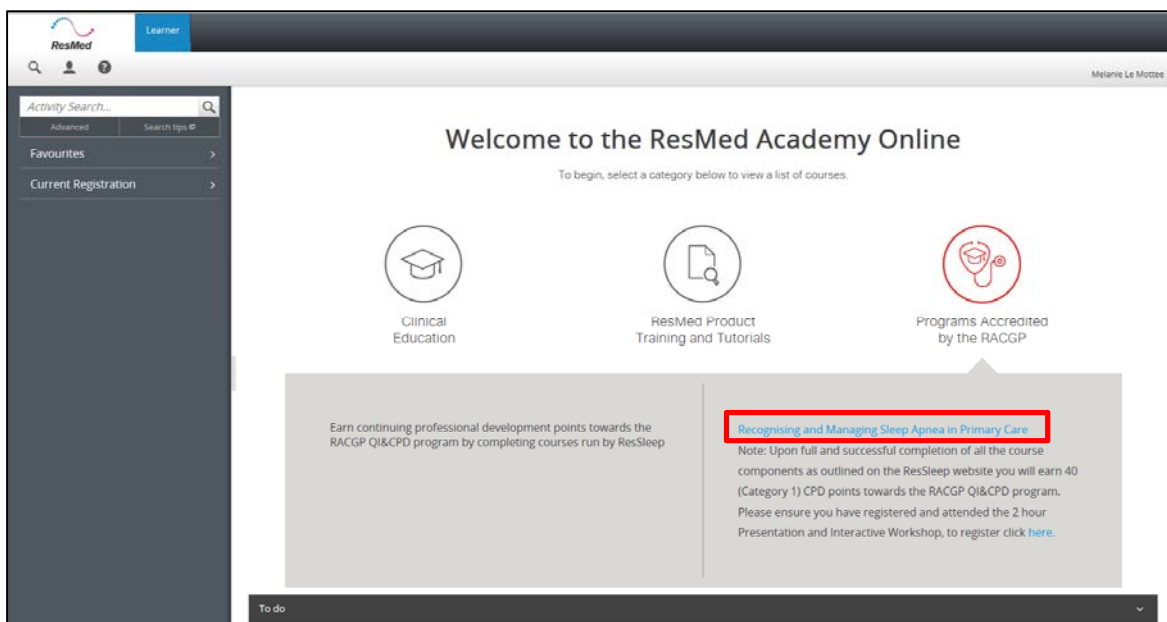 ResMed
Learner
Melanie Le Mottee
Activity Search...
Advanced
Search tips
Favourites
Current Registration
Welcome to the ResMed Academy Online
To begin, select a category below to view a list of courses.
Clinical
Education
ResMed Product
Training and Tutorials
Programs Accredited
by the RACGP
Earn continuing professional development points towards the
RACGP QI&CPD program by completing courses run by ResSleep
Recognising and Managing Sleep Apnea in Primary Care
Note: Upon full and successful completion of all the course
components as outlined on the ResSleep website you will earn 40
(Category 1) CPD points towards the RACGP QI&CPD program.
Please ensure you have registered and attended the 2 hour
Presentation and Interactive Workshop, to register click here.
To do